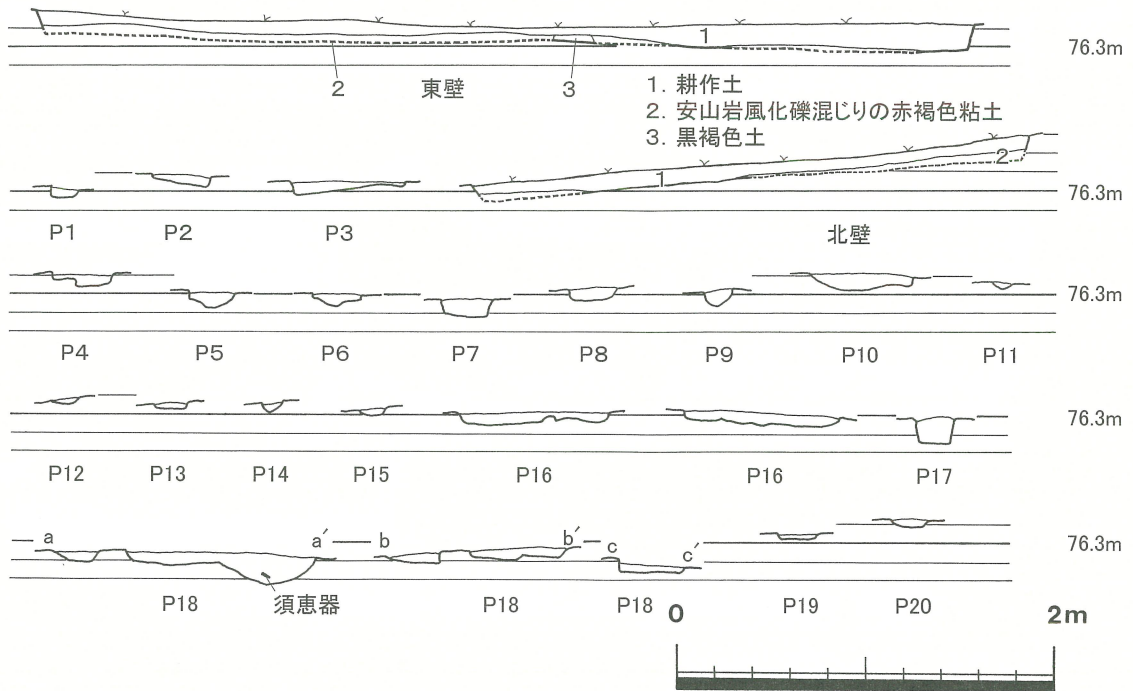 1 76.3m
2 東壁 3
1. 耕作土
2. 安山岩風化礫混じりの赤褐色粘土
3. 黒褐色土
1 2 76.3m
P1 P2 P3 北壁
76.3m
P4 P5 P6 P7 P8 P9 P10 P11
76.3m
P12 P13 P14 P15 P16 P16 P17
a a′ b b′ c c′ 76.3m
P18 須恵器 P18 P18 P19 P20
0 2m